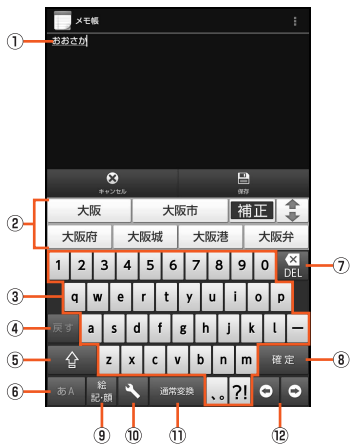 メモ帳
① おおさか
キャンセル 保存
② 大阪 大阪市 補正
大阪府 大阪城 大阪港 大阪弁
1 2 3 4 5 6 7 8 9 0 DEL ⑦
③ q w e r t y u i o p
④ 戻す a s d f g h j k l ー
⑤ z x c v b n m 確定 ⑧
⑥ あA 絵記・顔 通常変換 、。 ?!
⑨ ⑩ ⑪ ⑫